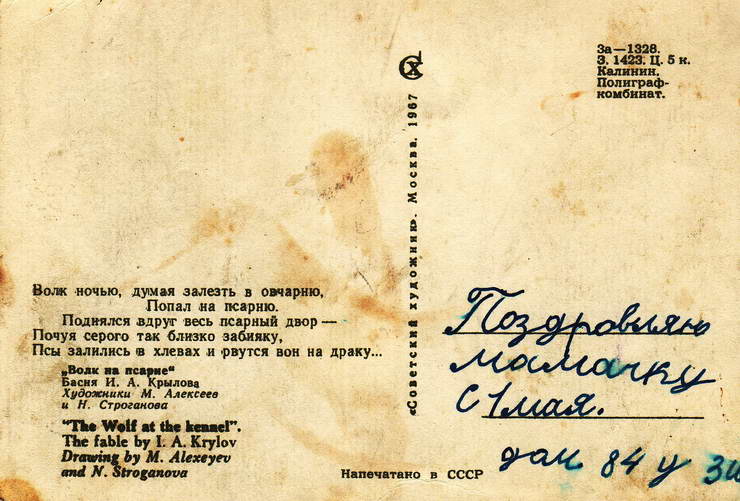 За—1328.
З. 1423. Ц. 5 к.
Калинин.
Полиграф-
комбинат.
СХ
«Советский художник». Москва. 1967
Волк ночью, думая залезть в овчарню,
Попал на псарню.
Поднялся вдруг весь псарный двор —
Почуя серого так близко забияку,
Псы залились в хлевах и рвутся вон на драку...
„Волк на псарне“
Басня И. А. Крылова
Художники М. Алексеев
и Н. Строганова
"The Wolf at the kennel".
The fable by I. A. Krylov
Drawing by M. Alexeyev
and N. Stroganova
Напечатано в СССР
Поздровляю
мамачку
с 1 мая.
84 у